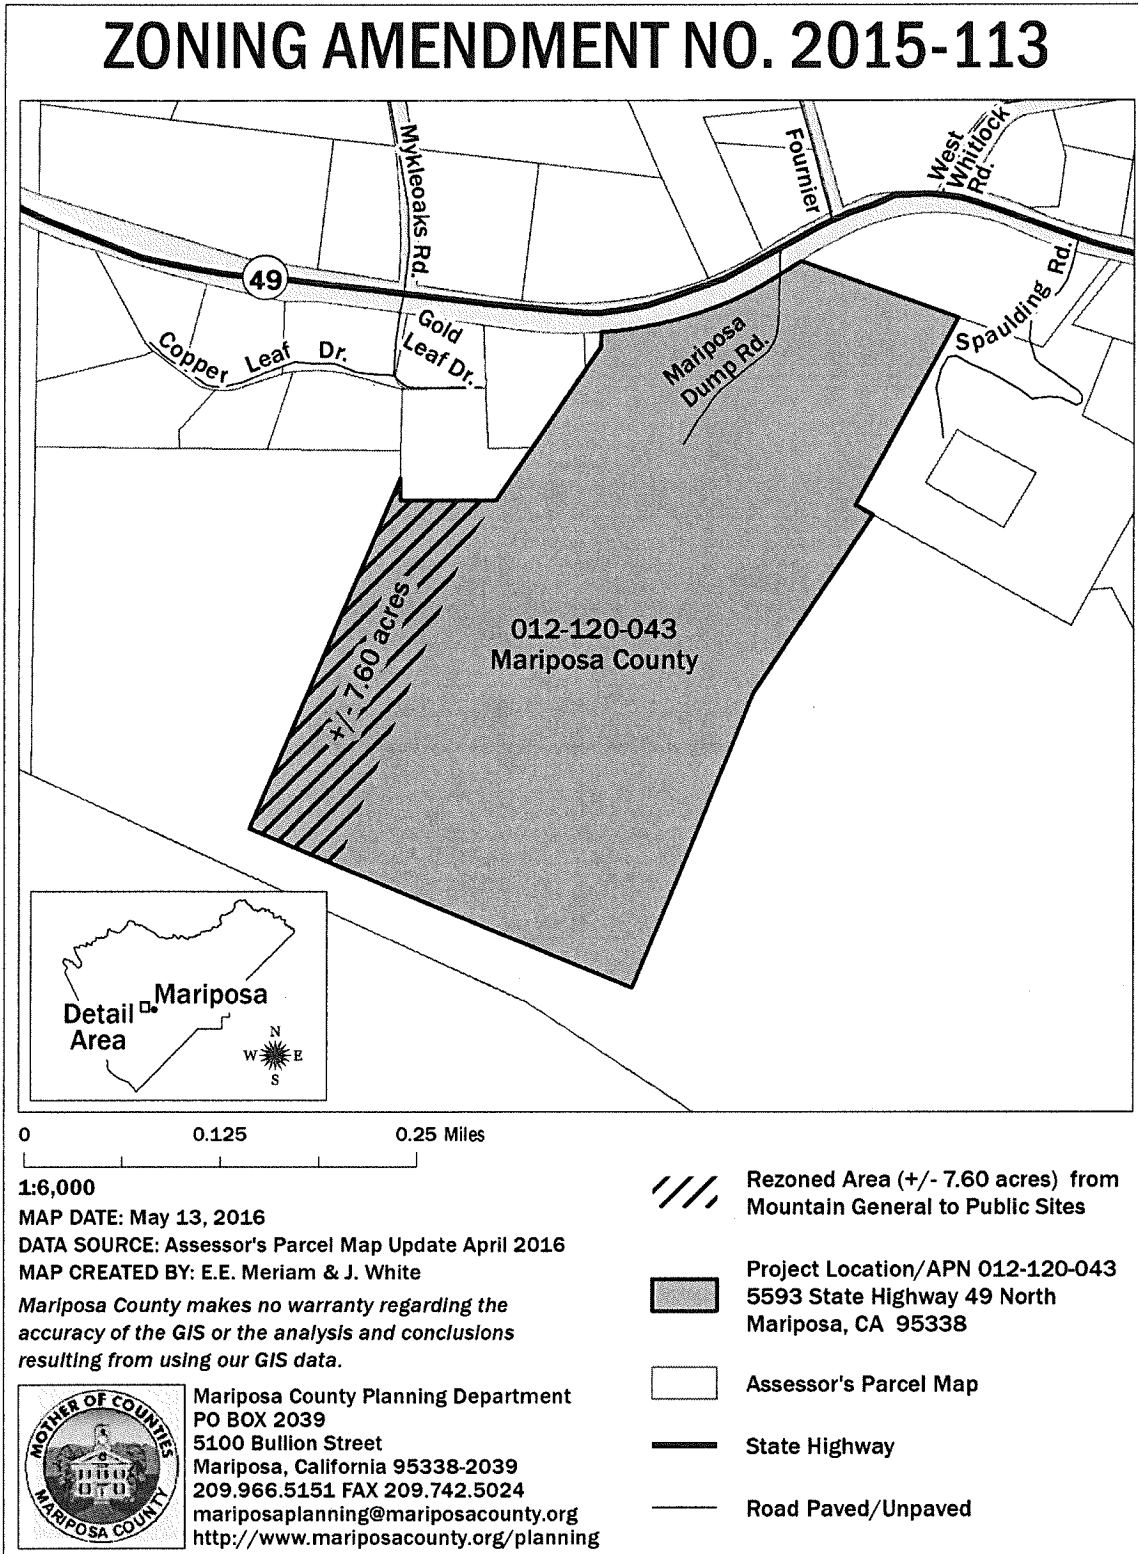 ZONING AMENDMENT NO. 2015-113
Mykleoaks Rd.
Fournier
West
Whitlock
Rd.
49
Gold
Leaf Dr.
Copper Leaf Dr.
Mariposa
Dump Rd.
Spaulding Rd.
+/- 7.60 acres
012-120-043
Mariposa County
Mariposa
Detail
Area
N
W E
S
0 0.125 0.25 Miles
1:6,000
MAP DATE: May 13, 2016
DATA SOURCE: Assessor's Parcel Map Update April 2016
MAP CREATED BY: E.E. Meriam & J. White
Mariposa County makes no warranty regarding the
accuracy of the GIS or the analysis and conclusions
resulting from using our GIS data.
MOTHER OF COUNTIES
MARIPOSA COUNTY
Mariposa County Planning Department
PO BOX 2039
5100 Bullion Street
Mariposa, California 95338-2039
209.966.5151 FAX 209.742.5024
mariposaplanning@mariposacounty.org
http://www.mariposacounty.org/planning
Rezoned Area (+/- 7.60 acres) from
Mountain General to Public Sites
Project Location/APN 012-120-043
5593 State Highway 49 North
Mariposa, CA 95338
Assessor's Parcel Map
State Highway
Road Paved/Unpaved